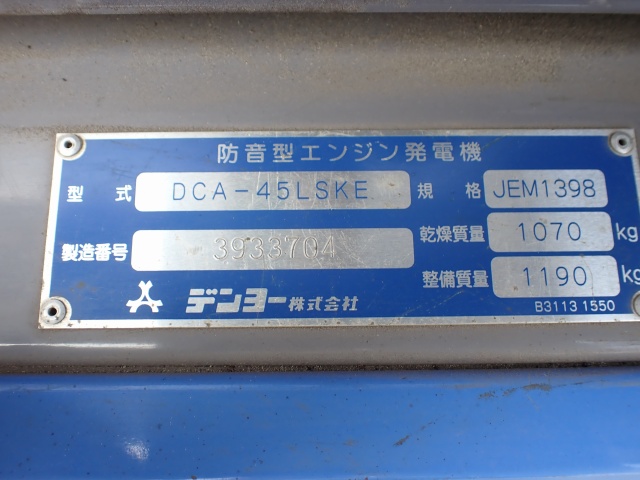 防音型エンジン発電機
型式 DCA-45LSKE 規格 JEM1398
製造番号 3933704 乾燥質量 1070 kg
整備質量 1190 kg
デンヨー株式会社 B3113 1550